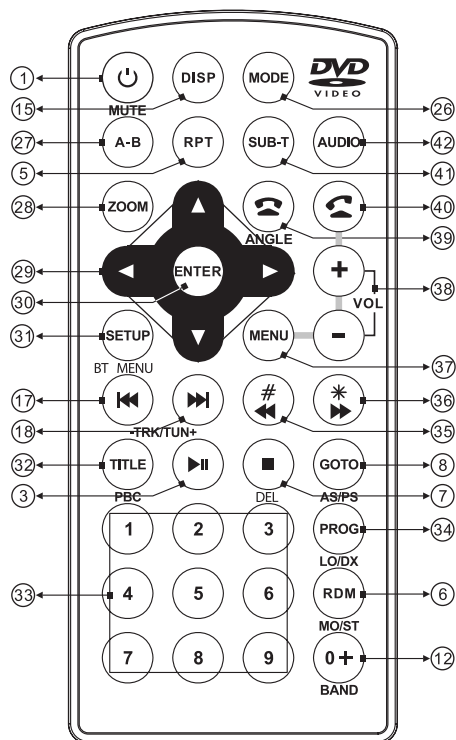 1 ⏻ DISP MODE DVD
VIDEO
15 MUTE 26
27 A-B RPT SUB-T AUDIO 42
5 41
28 ZOOM 40
ANGLE 39
29 +
30 ENTER VOL 38
31 SETUP MENU -
BT MENU 37
17 # * 36
18 -TRK/TUN+ 35
32 TITLE GOTO 8
3 PBC DEL AS/PS 7
1 2 3 PROG 34
LO/DX
33 4 5 6 RDM 6
MO/ST
7 8 9 0+ 12
BAND